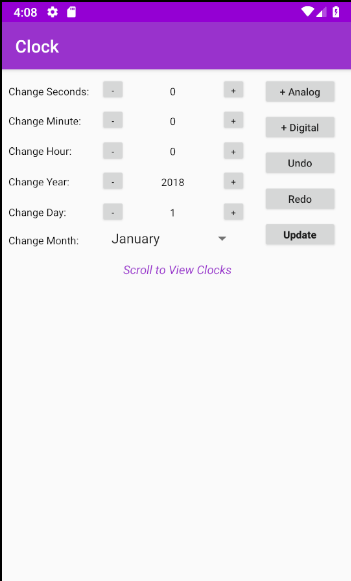 4:08
Clock
Change Seconds: - 0 + + Analog
Change Minute: - 0 + + Digital
Change Hour: - 0 + Undo
Change Year: - 2018 + Redo
Change Day: - 1 + Update
Change Month: January
Scroll to View Clocks